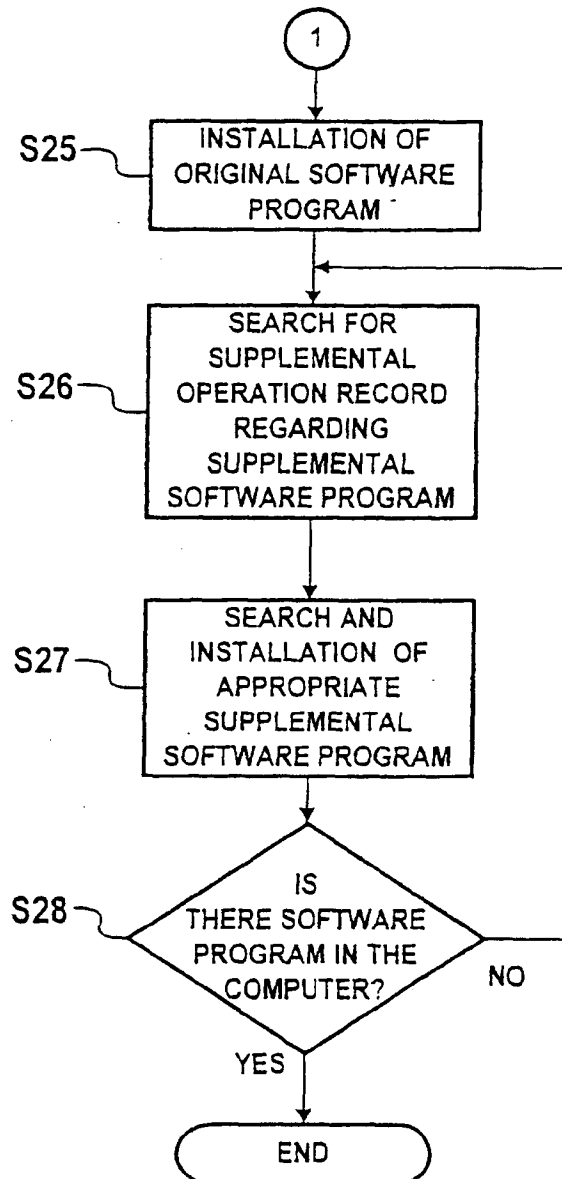 1
S25
INSTALLATION OF
ORIGINAL SOFTWARE
PROGRAM
S26
SEARCH FOR
SUPPLEMENTAL
OPERATION RECORD
REGARDING
SUPPLEMENTAL
SOFTWARE PROGRAM
S27
SEARCH AND
INSTALLATION OF
APPROPRIATE
SUPPLEMENTAL
SOFTWARE PROGRAM
S28
IS
THERE SOFTWARE
PROGRAM IN THE
COMPUTER?
NO
YES
END